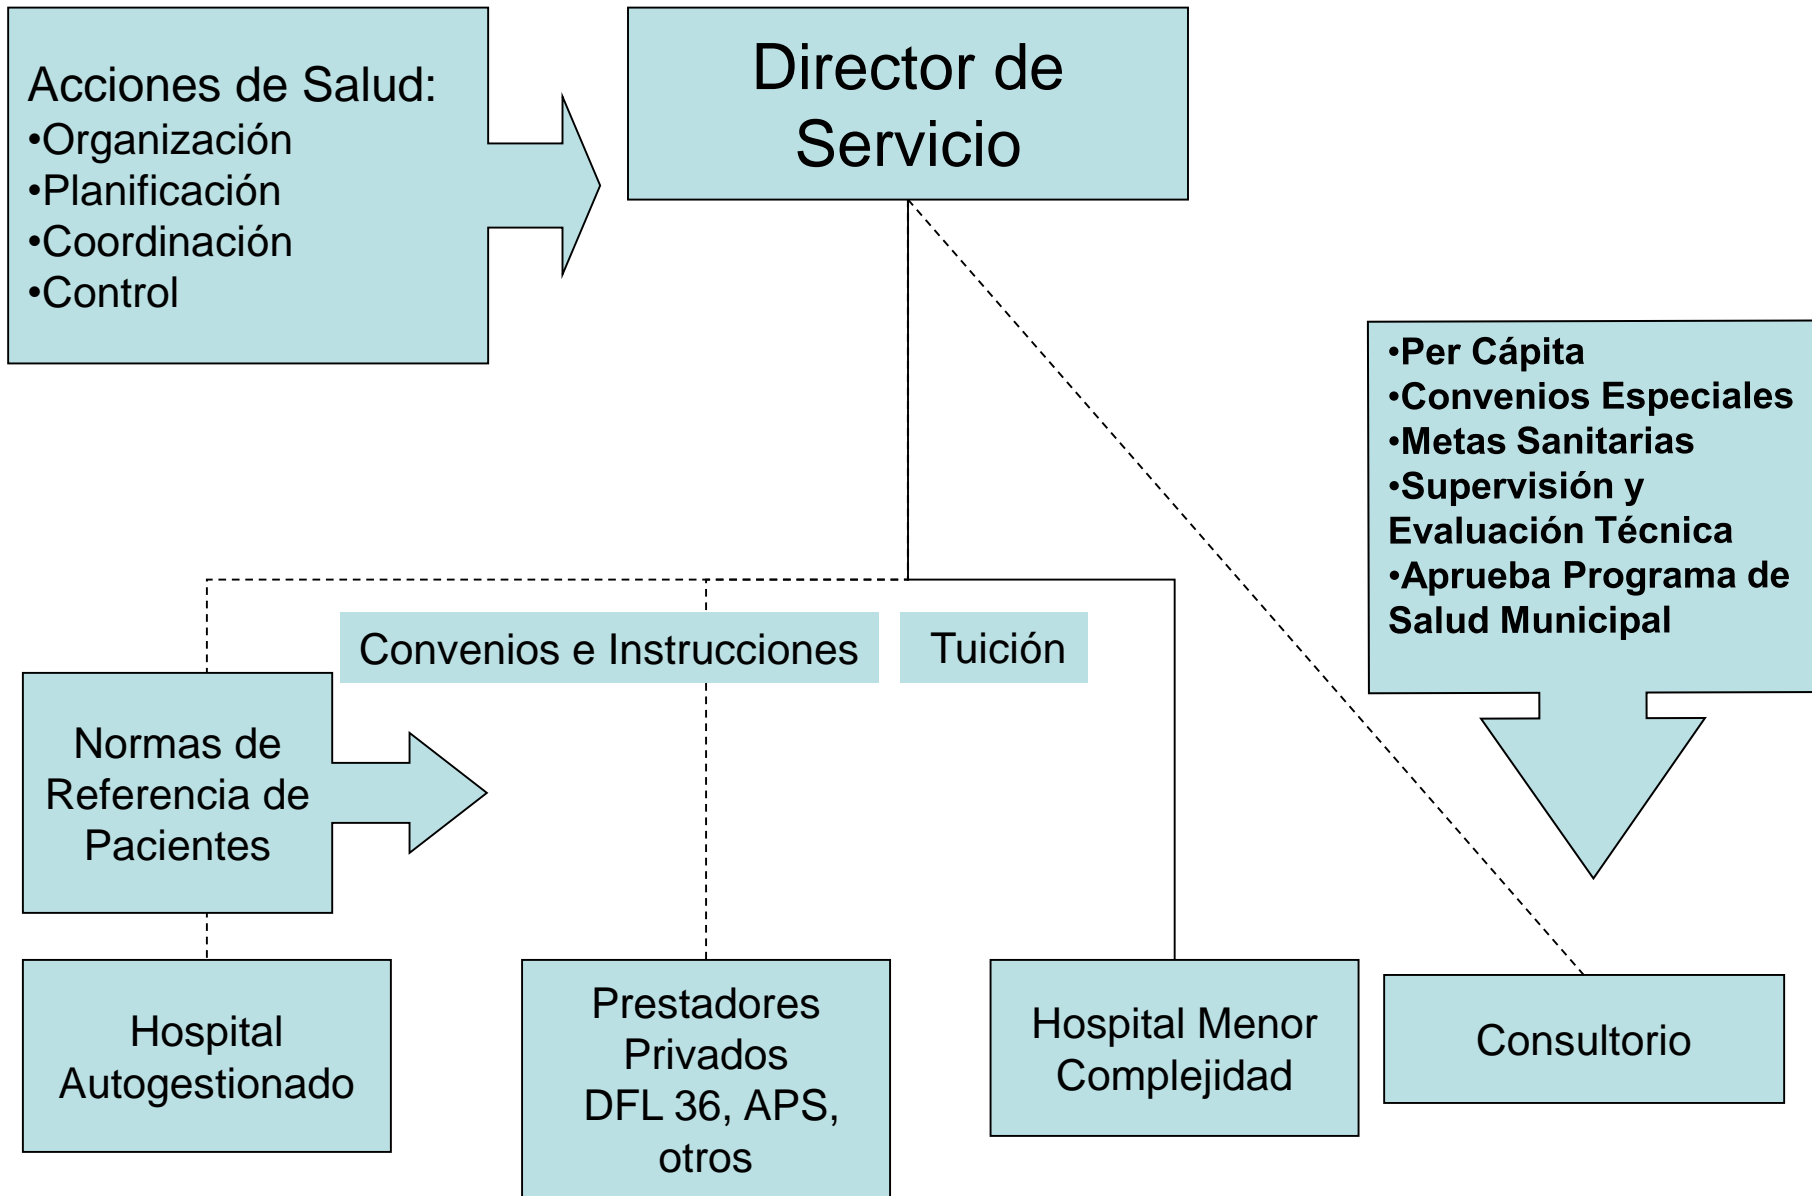 Acciones de Salud:
•Organización
•Planificación
•Coordinación
•Control
Director de
Servicio
•Per Cápita
•Convenios Especiales
•Metas Sanitarias
•Supervisión y
Evaluación Técnica
•Aprueba Programa de
Salud Municipal
Convenios e Instrucciones
Tuición
Normas de
Referencia de
Pacientes
Hospital
Autogestionado
Prestadores
Privados
DFL 36, APS,
otros
Hospital Menor
Complejidad
Consultorio